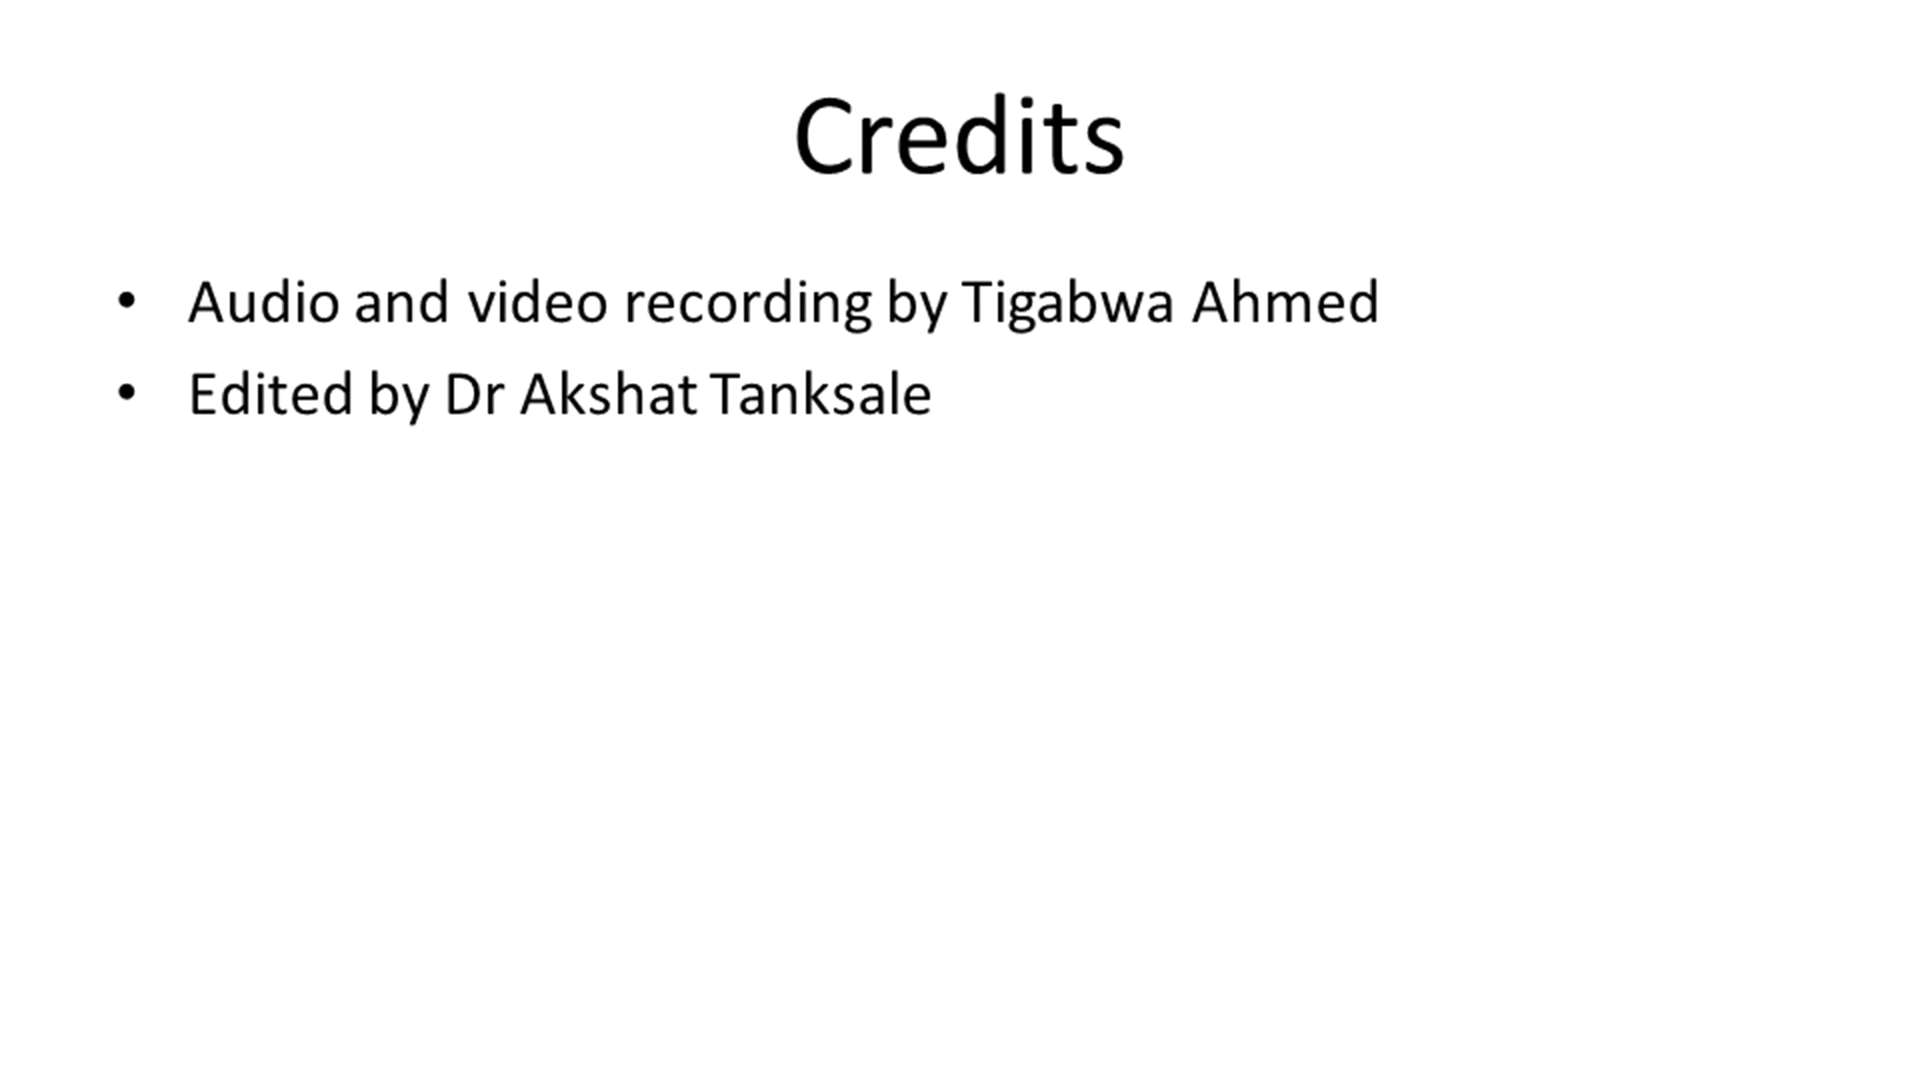 Credits
• Audio and video recording by Tigabwa Ahmed
• Edited by Dr Akshat Tanksale